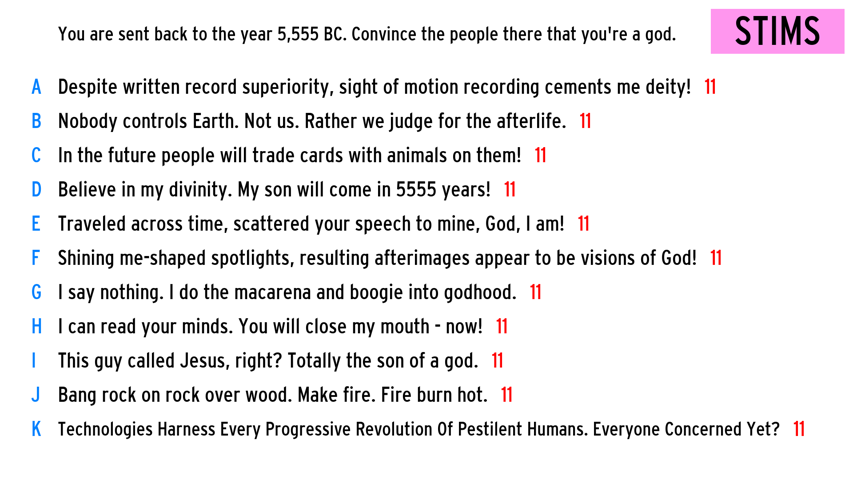 You are sent back to the year 5,555 BC. Convince the people there that you're a god.
STIMS
A Despite written record superiority, sight of motion recording cements me deity! 11
B Nobody controls Earth. Not us. Rather we judge for the afterlife. 11
C In the future people will trade cards with animals on them! 11
D Believe in my divinity. My son will come in 5555 years! 11
E Traveled across time, scattered your speech to mine, God, I am! 11
F Shining me-shaped spotlights, resulting afterimages appear to be visions of God! 11
G I say nothing. I do the macarena and boogie into godhood. 11
H I can read your minds. You will close my mouth - now! 11
I This guy called Jesus, right? Totally the son of a god. 11
J Bang rock on rock over wood. Make fire. Fire burn hot. 11
K Technologies Harness Every Progressive Revolution Of Pestilent Humans. Everyone Concerned Yet? 11